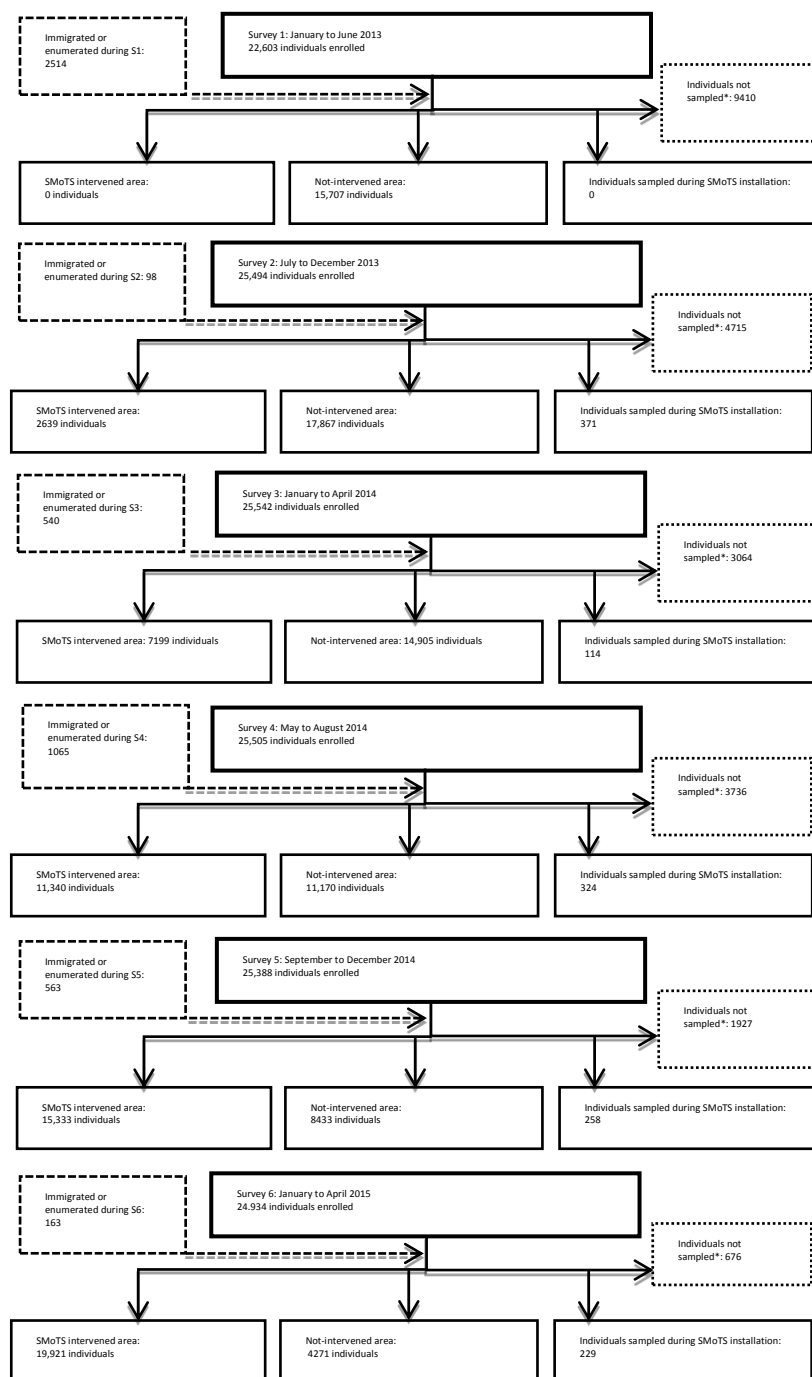 Immigrated or
enumerated during S1:
2514
Survey 1: January to June 2013
22,603 individuals enrolled
Individuals not
sampled*: 9410
SMoTS intervened area:
0 individuals
Not-intervened area:
15,707 individuals
Individuals sampled during SMoTS installation:
0
Immigrated or
enumerated during S2: 98
Survey 2: July to December 2013
25,494 individuals enrolled
Individuals not
sampled*: 4715
SMoTS intervened area:
2639 individuals
Not-intervened area:
17,867 individuals
Individuals sampled during SMoTS installation:
371
Immigrated or
enumerated during S3:
540
Survey 3: January to April 2014
25,542 individuals enrolled
Individuals not
sampled*: 3064
SMoTS intervened area: 7199 individuals
Not-intervened area: 14,905 individuals
Individuals sampled during SMoTS installation:
114
Immigrated or
enumerated during S4:
1065
Survey 4: May to August 2014
25,505 individuals enrolled
Individuals not
sampled*: 3736
SMoTS intervened area:
11,340 individuals
Not-intervened area:
11,170 individuals
Individuals sampled during SMoTS installation:
324
Immigrated or
enumerated during S5:
563
Survey 5: September to December 2014
25,388 individuals enrolled
Individuals not
sampled*: 1927
SMoTS intervened area:
15,333 individuals
Not-intervened area:
8433 individuals
Individuals sampled during SMoTS installation:
258
Immigrated or
enumerated during S6:
163
Survey 6: January to April 2015
24.934 individuals enrolled
Individuals not
sampled*: 676
SMoTS intervened area:
19,921 individuals
Not-intervened area:
4271 individuals
Individuals sampled during SMoTS installation:
229